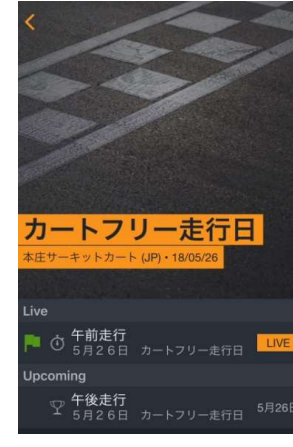 カートフリー走行日
本庄サーキットカート (JP)・18/05/26
Live
午前走行
5月26日 カートフリー走行日
LIVE
Upcoming
午後走行
5月26日 カートフリー走行日
5月26日